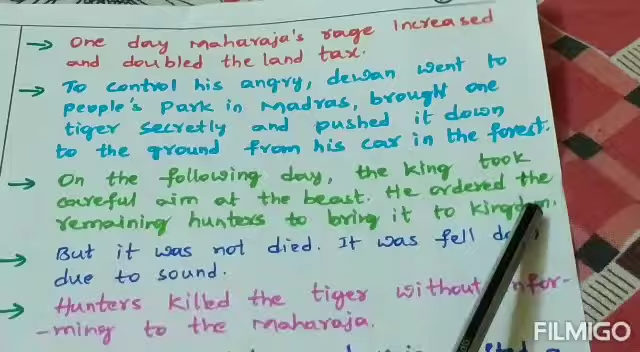 → One day Maharaja's rage increased
and doubled the land tax.
→ To control his angry, dewan went to
people's Park in Madras, brought one
tiger secretly and pushed it down
to the ground from his car in the forest.
→ On the following day, the king took
careful aim at the beast. He ordered the
remaining hunters to bring it to kingdom.
→ But it was not died. It was fell
due to sound.
→ Hunters killed the tiger without infor-
-ming to the maharaja.
FILMIGO